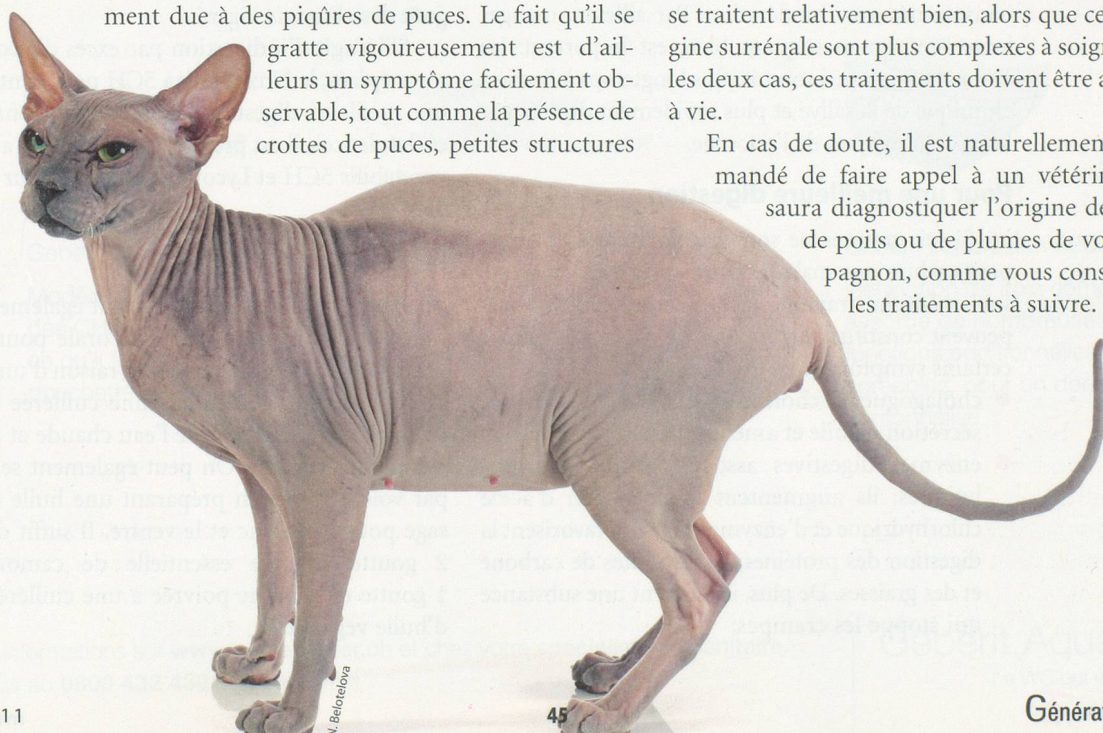 ment due à des piqûres de puces. Le fait qu'il se
gratte vigoureusement est d'ail-
leurs un symptôme facilement ob-
servable, tout comme la présence de
crottes de puces, petites structures
se traitent relativement bien, alors que ce
gine surrénale sont plus complexes à soign
les deux cas, ces traitements doivent être a
à vie.
En cas de doute, il est naturellement
mandé de faire appel à un vétérin
saura diagnostiquer l'origine de
de poils ou de plumes de vo
pagnon, comme vous cons
les traitements à suivre.
N. Belotelova
11
45
Généra